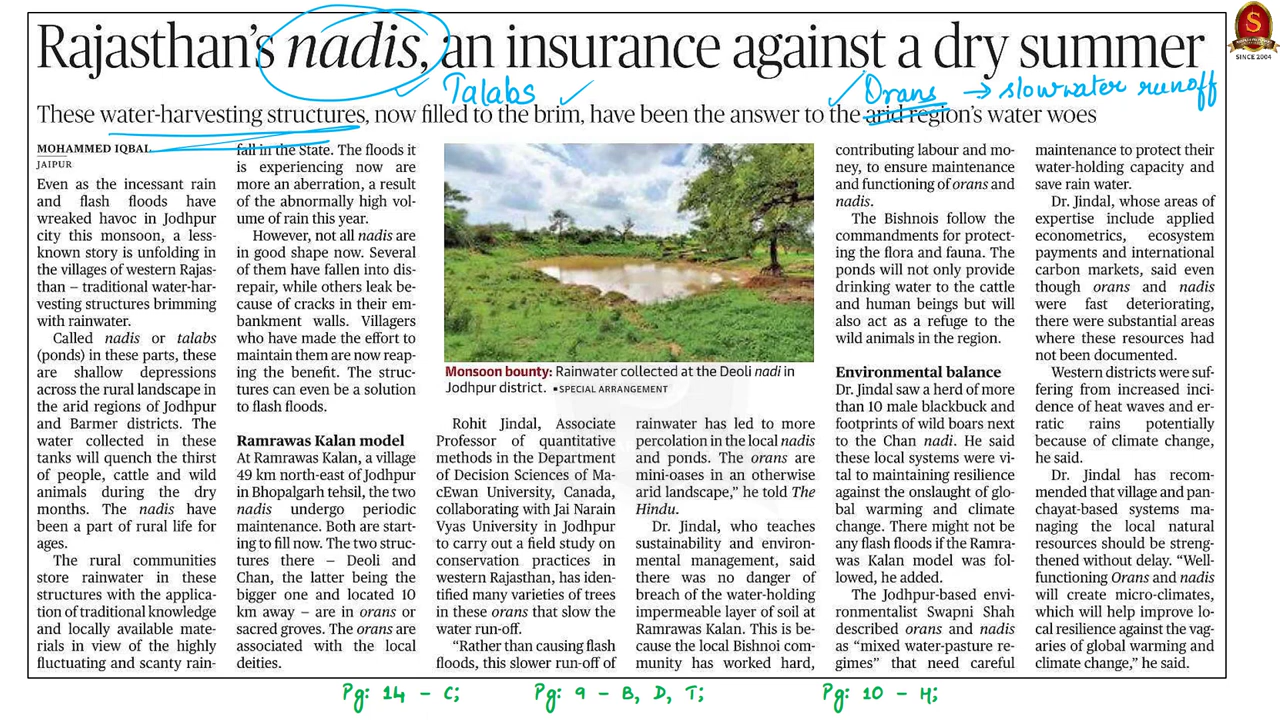 Rajasthan's nadis, an insurance against a dry summer
Talabs
Orans → slow water runoff
These water-harvesting structures, now filled to the brim, have been the answer to the arid region's water woes
S
SINCE 2004
MOHAMMED IQBAL
JAIPUR
Even as the incessant rain
and flash floods have
wreaked havoc in Jodhpur
city this monsoon, a less-
known story is unfolding in
the villages of western Rajas-
than – traditional water-har-
vesting structures brimming
with rainwater.
Called nadis or talabs
(ponds) in these parts, these
are shallow depressions
across the rural landscape in
the arid regions of Jodhpur
and Barmer districts. The
water collected in these
tanks will quench the thirst
of people, cattle and wild
animals during the dry
months. The nadis have
been a part of rural life for
ages.
The rural communities
store rainwater in these
structures with the applica-
tion of traditional knowledge
and locally available mate-
rials in view of the highly
fluctuating and scanty rain-
fall in the State. The floods it
is experiencing now are
more an aberration, a result
of the abnormally high vol-
ume of rain this year.
However, not all nadis are
in good shape now. Several
of them have fallen into dis-
repair, while others leak be-
cause of cracks in their em-
bankment walls. Villagers
who have made the effort to
maintain them are now reap-
ing the benefit. The struc-
tures can even be a solution
to flash floods.
Ramrawas Kalan model
At Ramrawas Kalan, a village
49 km north-east of Jodhpur
in Bhopalgarh tehsil, the two
nadis undergo periodic
maintenance. Both are start-
ing to fill now. The two struc-
tures there – Deoli and
Chan, the latter being the
bigger one and located 10
km away – are in orans or
sacred groves. The orans are
associated with the local
deities.
Monsoon bounty: Rainwater collected at the Deoli nadi in
Jodhpur district. ▪ SPECIAL ARRANGEMENT
Rohit Jindal, Associate
Professor of quantitative
methods in the Department
of Decision Sciences of Ma-
cEwan University, Canada,
collaborating with Jai Narain
Vyas University in Jodhpur
to carry out a field study on
conservation practices in
western Rajasthan, has iden-
tified many varieties of trees
in these orans that slow the
water run-off.
"Rather than causing flash
floods, this slower run-off of
rainwater has led to more
percolation in the local nadis
and ponds. The orans are
mini-oases in an otherwise
arid landscape," he told The
Hindu.
Dr. Jindal, who teaches
sustainability and environ-
mental management, said
there was no danger of
breach of the water-holding
impermeable layer of soil at
Ramrawas Kalan. This is be-
cause the local Bishnoi com-
munity has worked hard,
contributing labour and mo-
ney, to ensure maintenance
and functioning of orans and
nadis.
The Bishnois follow the
commandments for protect-
ing the flora and fauna. The
ponds will not only provide
drinking water to the cattle
and human beings but will
also act as a refuge to the
wild animals in the region.
Environmental balance
Dr. Jindal saw a herd of more
than 10 male blackbuck and
footprints of wild boars next
to the Chan nadi. He said
these local systems were vi-
tal to maintaining resilience
against the onslaught of glo-
bal warming and climate
change. There might not be
any flash floods if the Ramra-
was Kalan model was fol-
lowed, he added.
The Jodhpur-based envi-
ronmentalist Swapni Shah
described orans and nadis
as "mixed water-pasture re-
gimes" that need careful
maintenance to protect their
water-holding capacity and
save rain water.
Dr. Jindal, whose areas of
expertise include applied
econometrics, ecosystem
payments and international
carbon markets, said even
though orans and nadis
were fast deteriorating,
there were substantial areas
where these resources had
not been documented.
Western districts were suf-
fering from increased inci-
dence of heat waves and er-
ratic rains potentially
because of climate change,
he said.
Dr. Jindal has recom-
mended that village and pan-
chayat-based systems ma-
naging the local natural
resources should be streng-
thened without delay. "Well-
functioning Orans and nadis
will create micro-climates,
which will help improve lo-
cal resilience against the vag-
aries of global warming and
climate change," he said.
Pg: 14 – C; Pg: 9 – B, D, T; Pg: 10 – H;